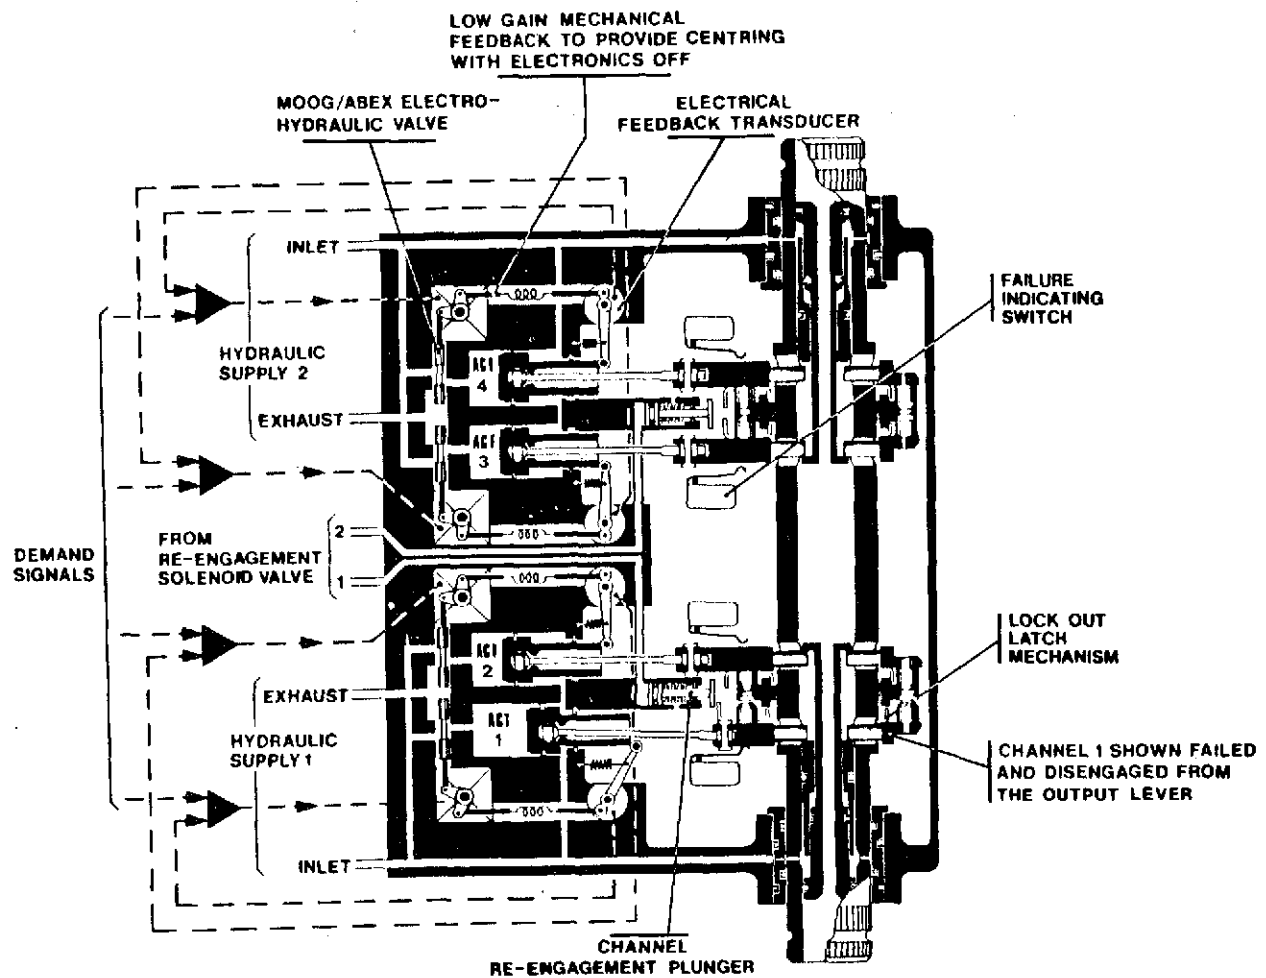 LOW GAIN MECHANICAL
FEEDBACK TO PROVIDE CENTRING
WITH ELECTRONICS OFF
MOOG/ABEX ELECTRO-
HYDRAULIC VALVE
ELECTRICAL
FEEDBACK TRANSDUCER
INLET
FAILURE
INDICATING
SWITCH
HYDRAULIC
SUPPLY 2
ACT
4
EXHAUST
ACT
3
DEMAND
SIGNALS
FROM
RE-ENGAGEMENT
SOLENOID VALVE
2
1
LOCK OUT
LATCH
MECHANISM
ACT
2
EXHAUST
ACT
1
HYDRAULIC
SUPPLY 1
CHANNEL 1 SHOWN FAILED
AND DISENGAGED FROM
THE OUTPUT LEVER
INLET
CHANNEL
RE-ENGAGEMENT PLUNGER